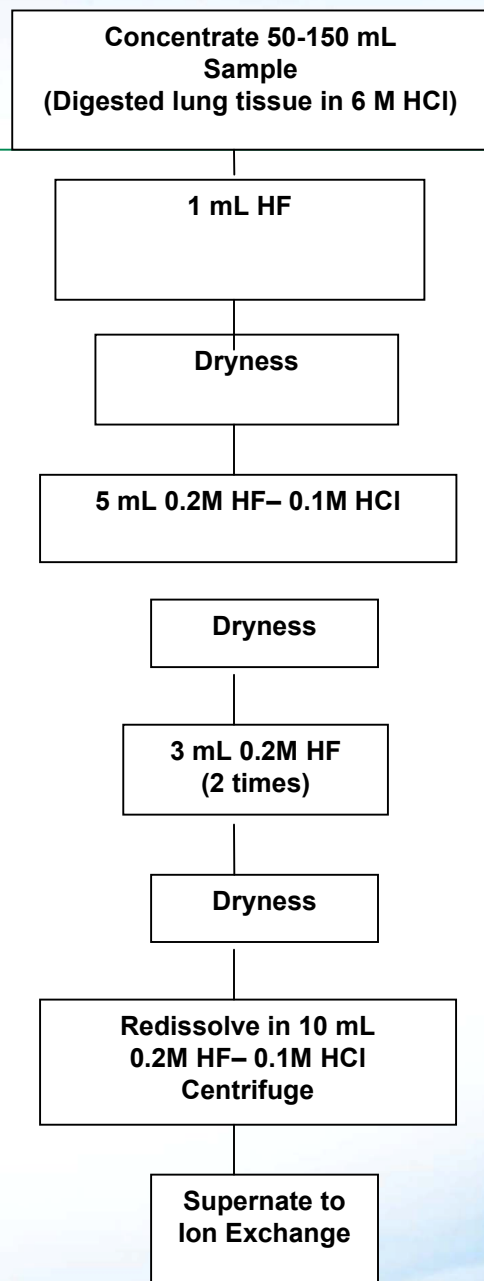 Concentrate 50-150 mL
Sample
(Digested lung tissue in 6 M HCl)
1 mL HF
Dryness
5 mL 0.2M HF– 0.1M HCl
Dryness
3 mL 0.2M HF
(2 times)
Dryness
Redissolve in 10 mL
0.2M HF– 0.1M HCl
Centrifuge
Supernate to
Ion Exchange